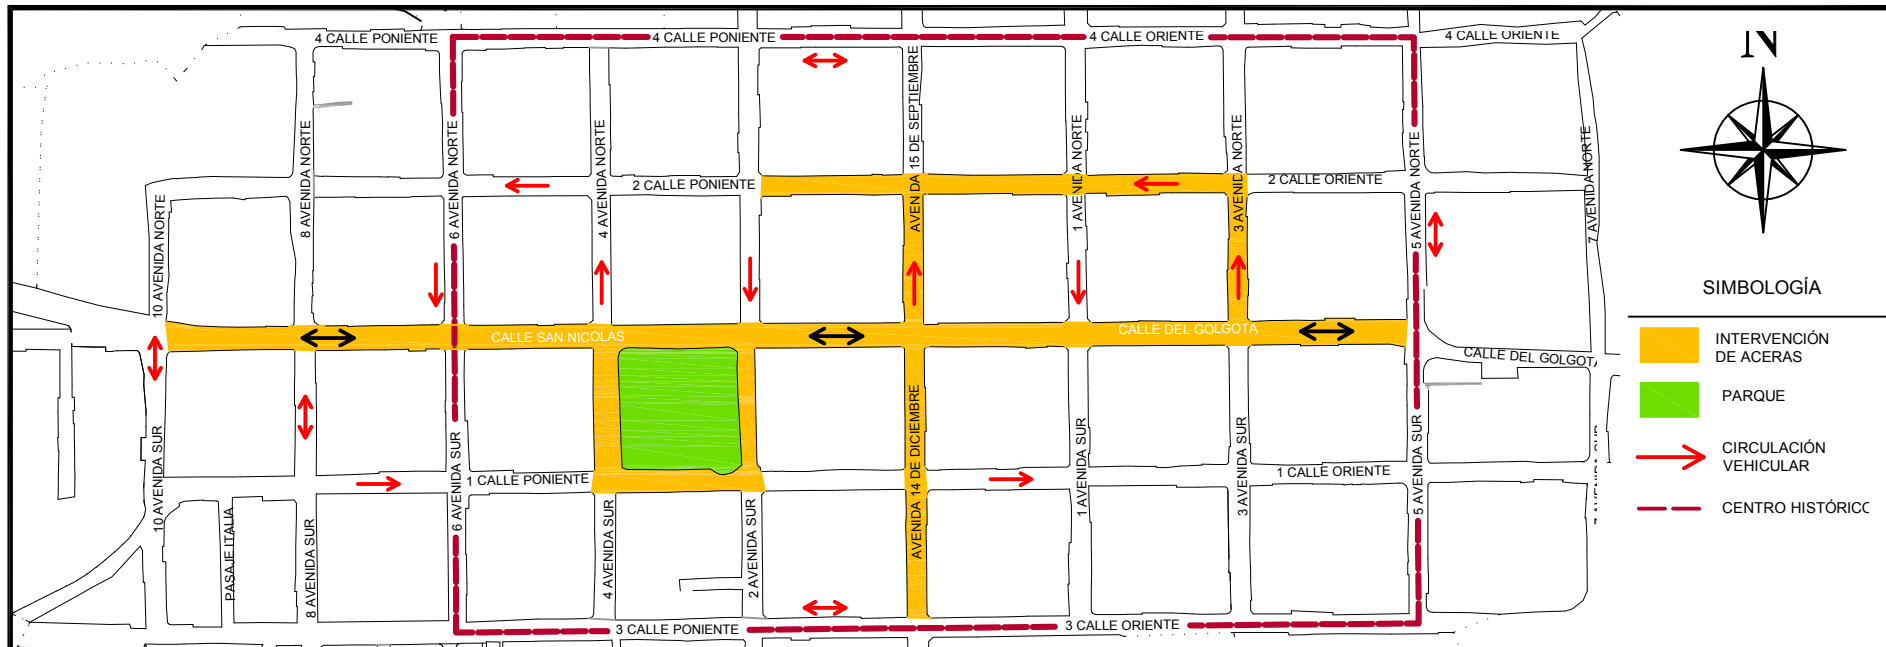 4 CALLE PONIENTE
4 CALLE PONIENTE
4 CALLE ORIENTE
4 CALLE ORIENTE
N
8 AVENIDA NORTE
6 AVENIDA NORTE
4 AVENIDA NORTE
AVENIDA 15 DE SEPTIEMBRE
1 AVENIDA NORTE
3 AVENIDA NORTE
5 AVENIDA NORTE
7 AVENIDA NORTE
10 AVENIDA NORTE
2 CALLE PONIENTE
2 CALLE ORIENTE
CALLE SAN NICOLAS
CALLE DEL GOLGOTA
CALLE DEL GOLGOTA
10 AVENIDA SUR
PASAJE ITALIA
8 AVENIDA SUR
6 AVENIDA SUR
4 AVENIDA SUR
2 AVENIDA SUR
AVENIDA 14 DE DICIEMBRE
1 AVENIDA SUR
3 AVENIDA SUR
5 AVENIDA SUR
1 CALLE PONIENTE
1 CALLE ORIENTE
3 CALLE PONIENTE
3 CALLE ORIENTE
SIMBOLOGÍA
INTERVENCIÓN
DE ACERAS
PARQUE
CIRCULACIÓN
VEHICULAR
CENTRO HISTÓRICO